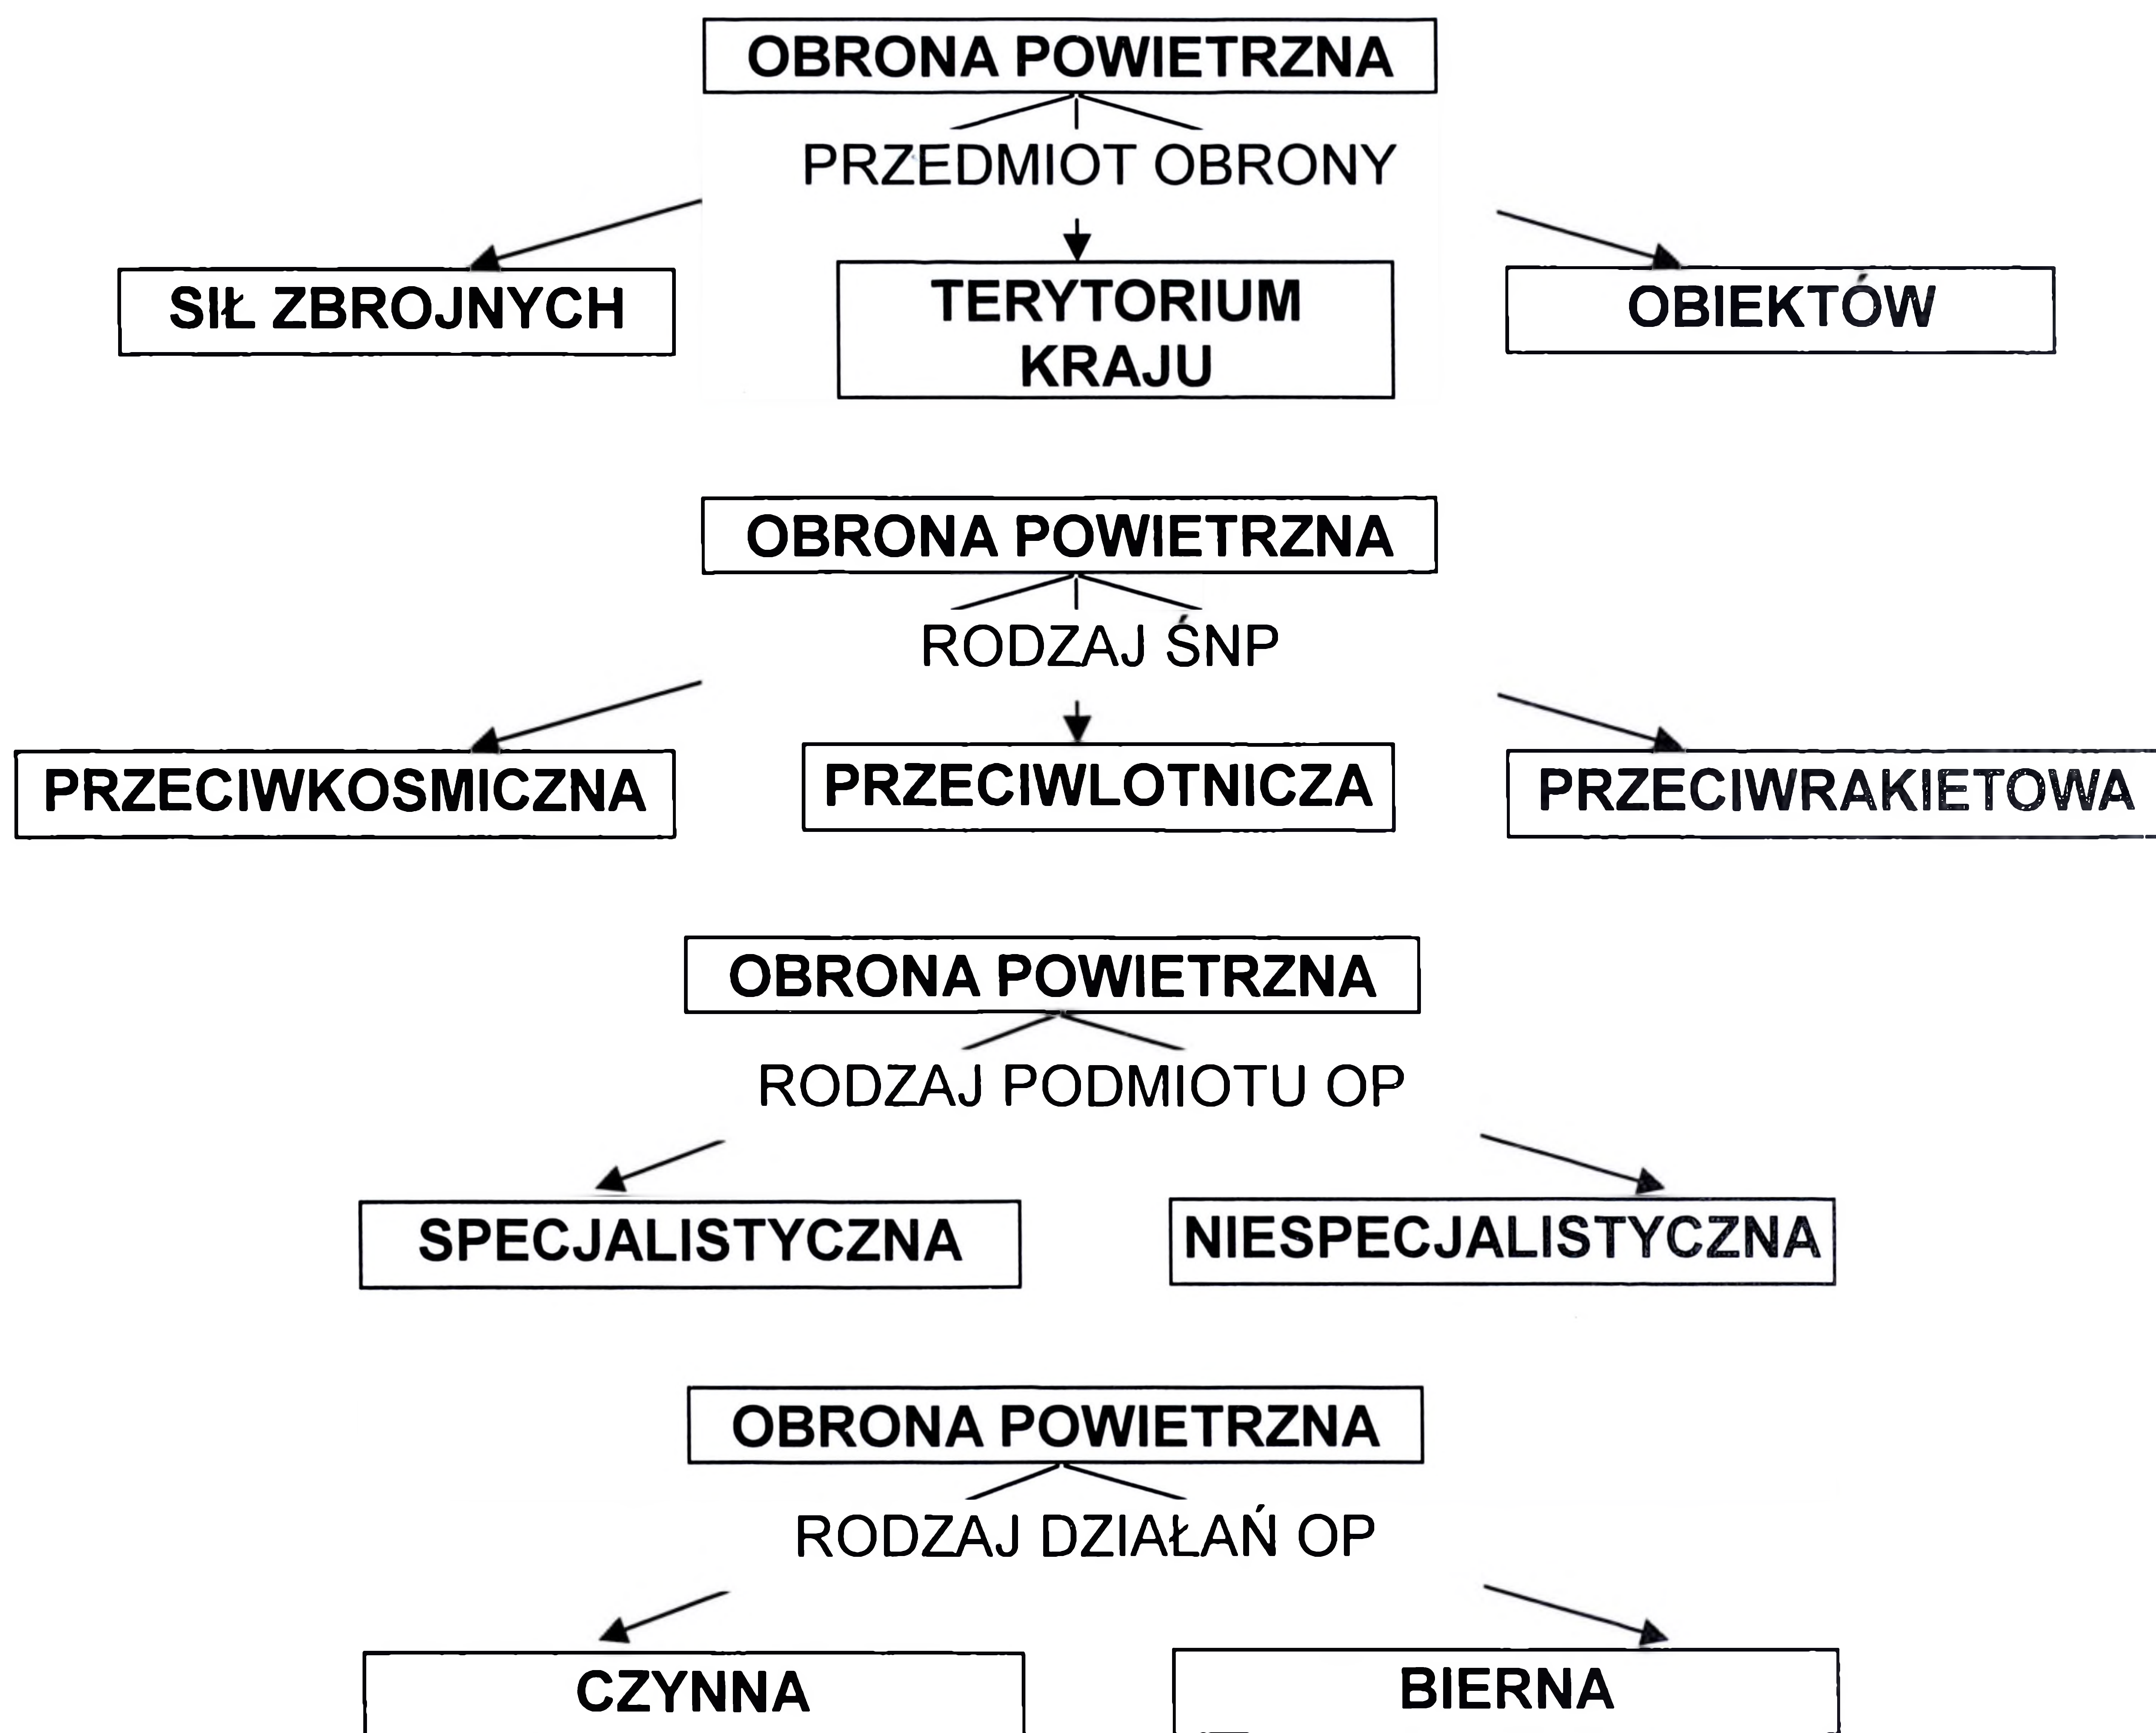 OBRONA POWIETRZNA
PRZEDMIOT OBRONY
SIŁ ZBROJNYCH
TERYTORIUM
KRAJU
OBIEKTÓW
OBRONA POWIETRZNA
RODZAJ ŚNP
PRZECIWKOSMICZNA
PRZECIWLOTNICZA
PRZECIWRAKIETOWA
OBRONA POWIETRZNA
RODZAJ PODMIOTU OP
SPECJALISTYCZNA
NIESPECJALISTYCZNA
OBRONA POWIETRZNA
RODZAJ DZIAŁAŃ OP
CZYNNA
BIERNA